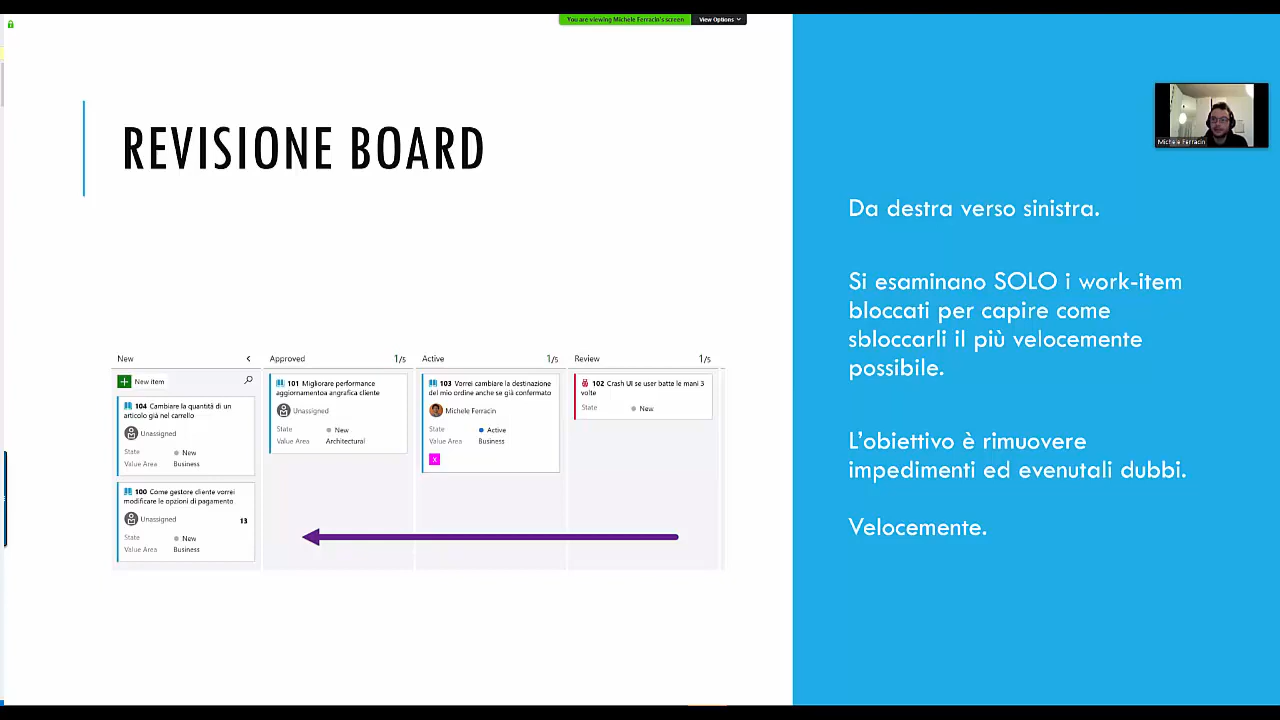 You are viewing Michele Ferracin's screen
View Options
REVISIONE BOARD
Michele Ferracin
Da destra verso sinistra.
Si esaminano SOLO i work-item
bloccati per capire come
sbloccarli il più velocemente
possibile.
L'obiettivo è rimuovere
impedimenti ed evenutali dubbi.
Velocemente.
New
New item
104 Cambiare la quantità di un
articolo già nel carrello
Unassigned
State New
Value Area Business
100 Come gestore cliente vorrei
modificare le opzioni di pagamento
Unassigned 13
State New
Value Area Business
Approved 1/5
101 Migliorare performance
aggiornamentoa angrafica cliente
Unassigned
State New
Value Area Architectural
Active 1/5
103 Vorrei cambiare la destinazione
del mio ordine anche se già confermato
Michele Ferracin
State Active
Value Area Business
X
Review 1/5
102 Crash UI se user batte le mani 3
volte
State New